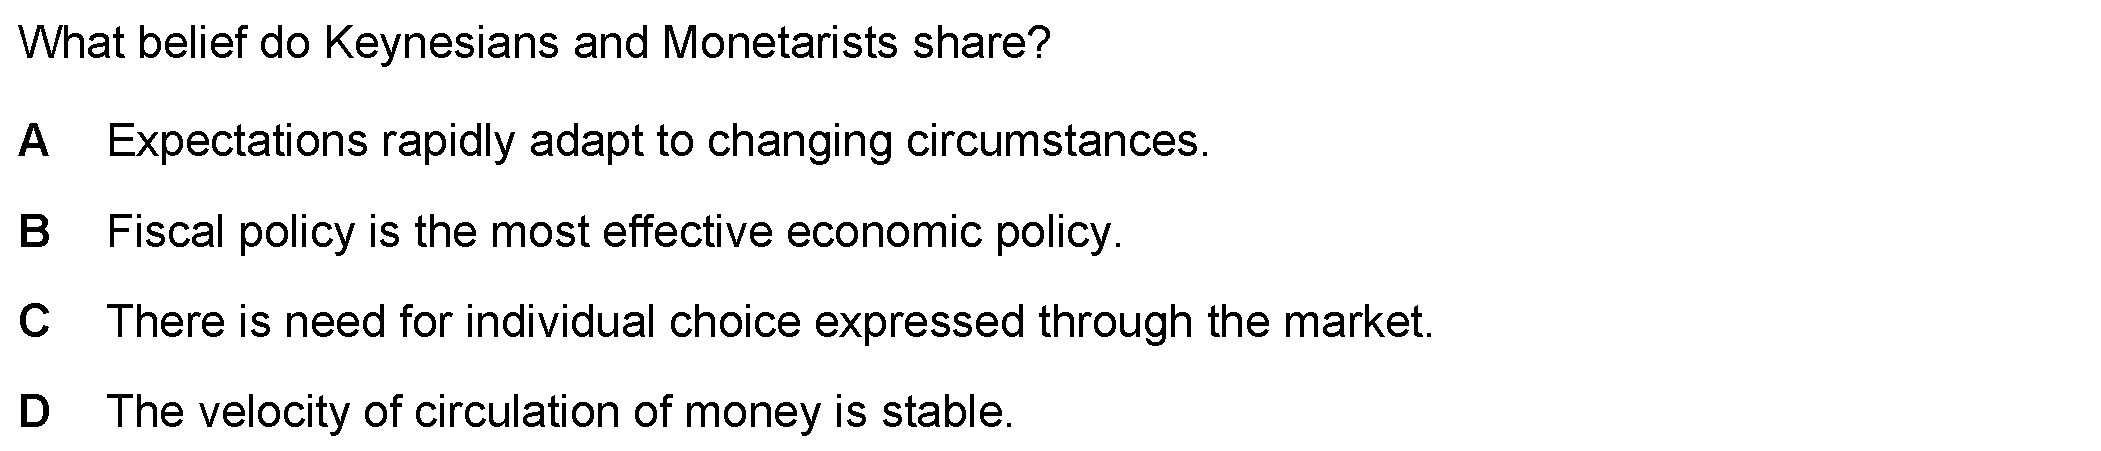 What belief do Keynesians and Monetarists share?
A Expectations rapidly adapt to changing circumstances.
B Fiscal policy is the most effective economic policy.
C There is need for individual choice expressed through the market.
D The velocity of circulation of money is stable.